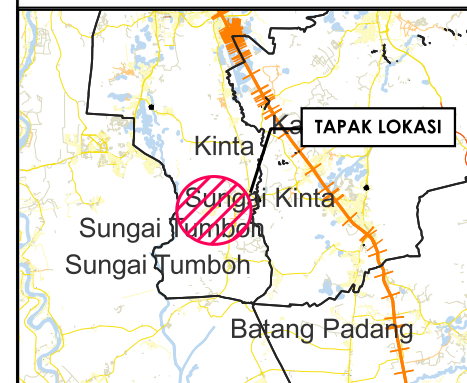 TAPAK LOKASI
Kinta
Sungai Kinta
Sungai Tumboh
Sungai Tumboh
Batang Padang